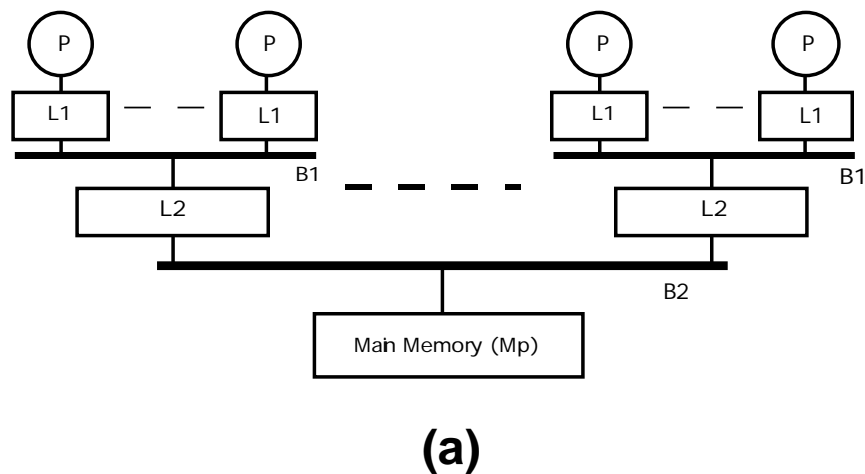 P P P P
L1 L1 L1 L1
B1 B1
L2 L2
B2
Main Memory (Mp)
(a)